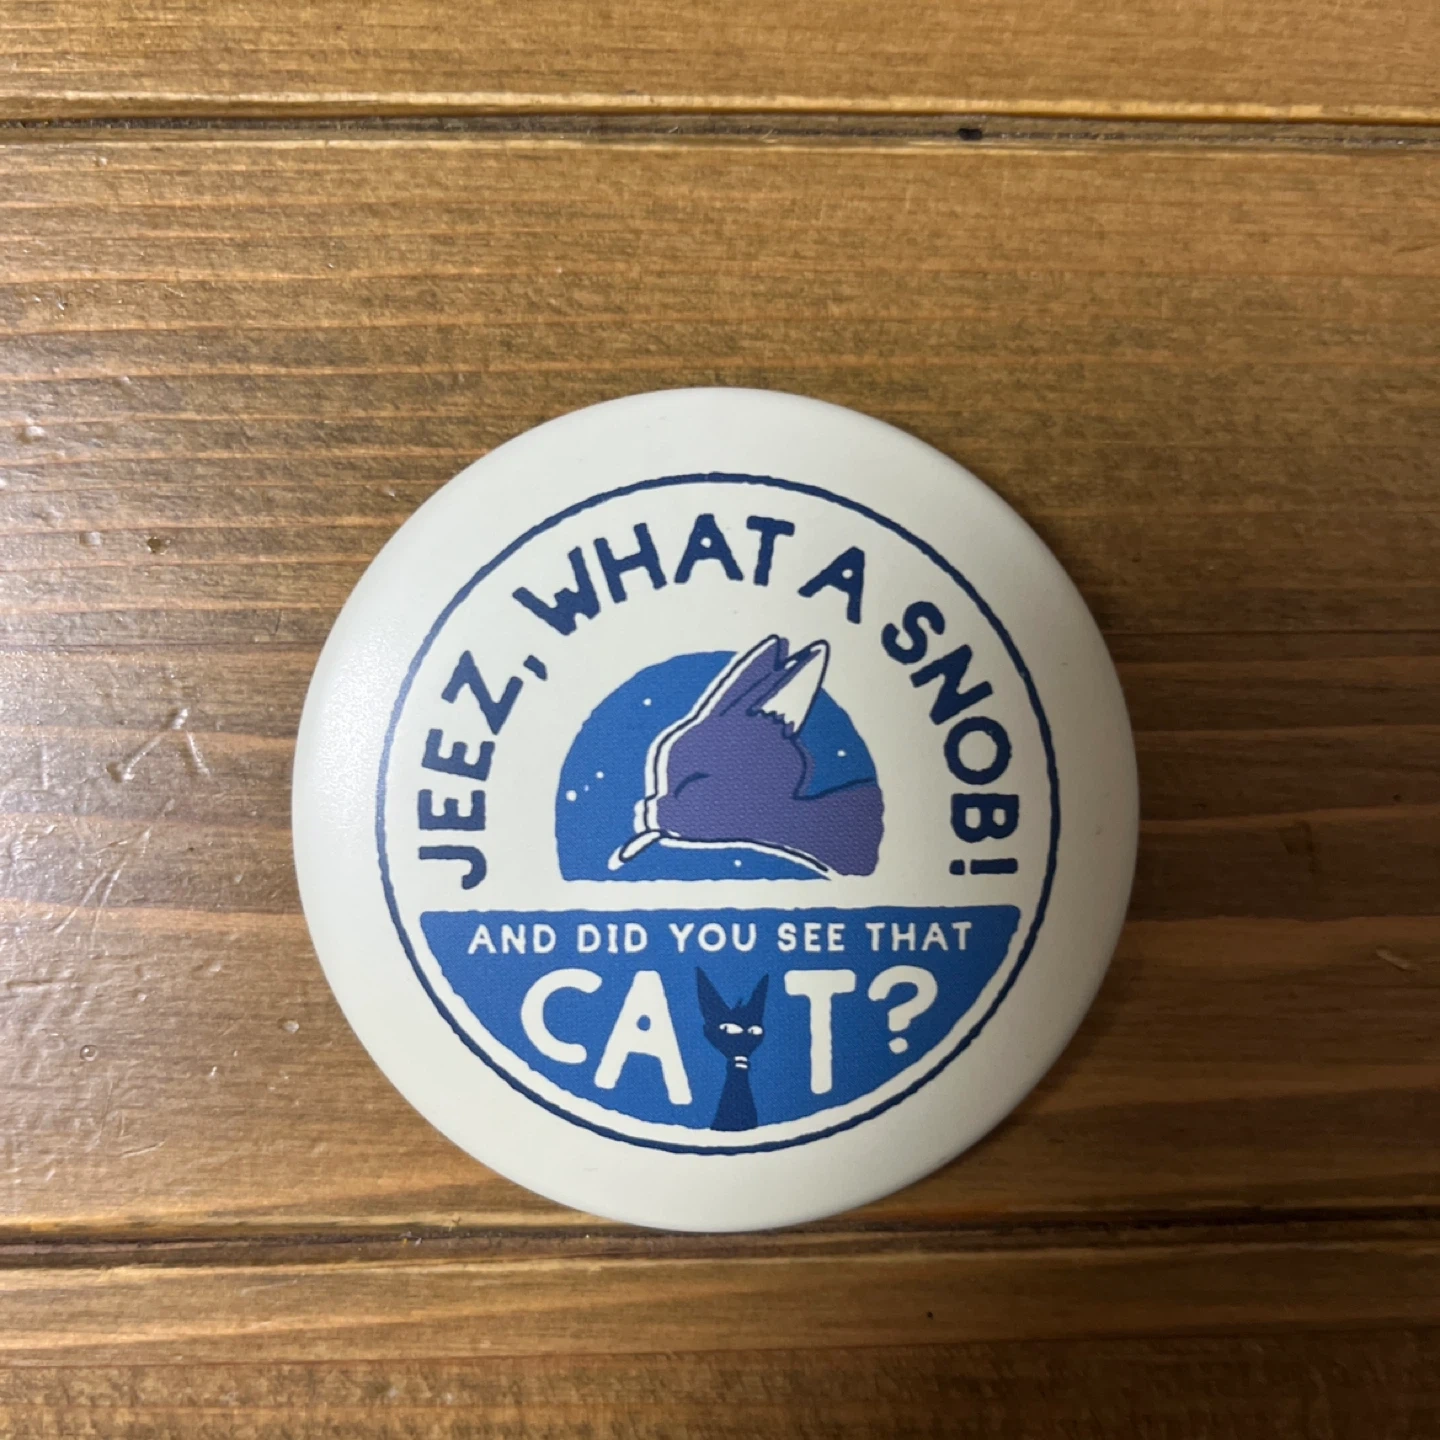 JEEZ, WHAT A SNOB!
AND DID YOU SEE THAT
CAT?